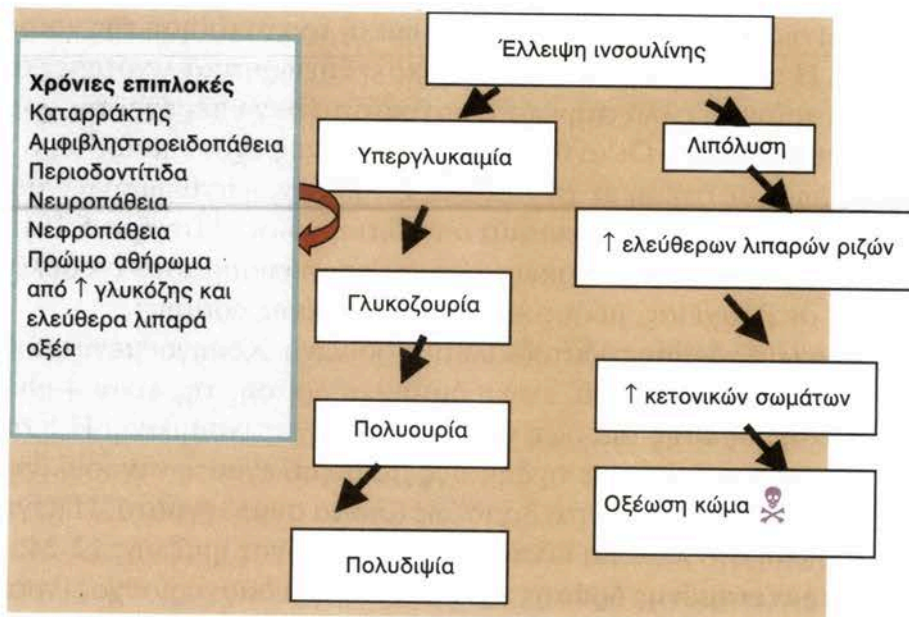 Έλλειψη ινσουλίνης
Χρόνιες επιπλοκές
Καταρράκτης
Αμφιβληστροειδοπάθεια
Περιοδοντίτιδα
Νευροπάθεια
Νεφροπάθεια
Πρώιμο αθήρωμα
από ↑ γλυκόζης και
ελεύθερα λιπαρά
οξέα
Υπεργλυκαιμία
Γλυκοζουρία
Πολυουρία
Πολυδιψία
Λιπόλυση
↑ ελεύθερων λιπαρών ριζών
↑ κετονικών σωμάτων
Οξέωση κώμα